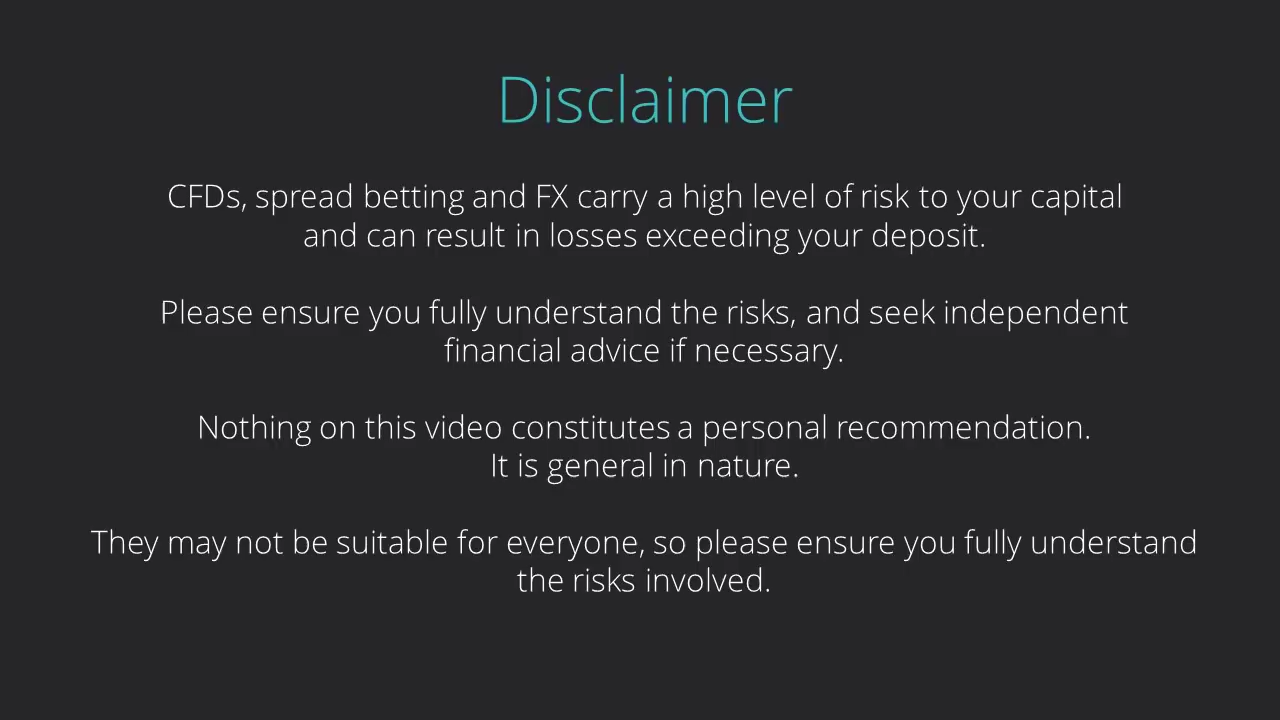 Disclaimer
CFDs, spread betting and FX carry a high level of risk to your capital
and can result in losses exceeding your deposit.
Please ensure you fully understand the risks, and seek independent
financial advice if necessary.
Nothing on this video constitutes a personal recommendation.
It is general in nature.
They may not be suitable for everyone, so please ensure you fully understand
the risks involved.